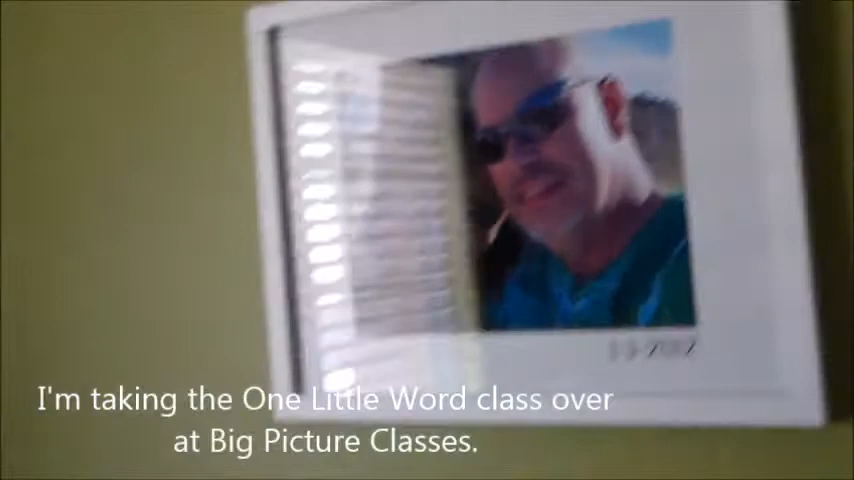 I'm taking the One Little Word class over
at Big Picture Classes.